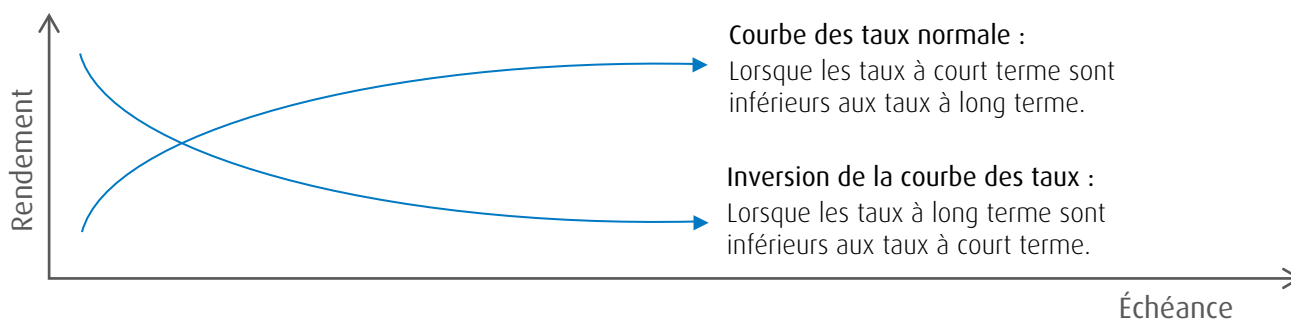 Rendement
Courbe des taux normale :
Lorsque les taux à court terme sont
inférieurs aux taux à long terme.
Inversion de la courbe des taux :
Lorsque les taux à long terme sont
inférieurs aux taux à court terme.
Échéance